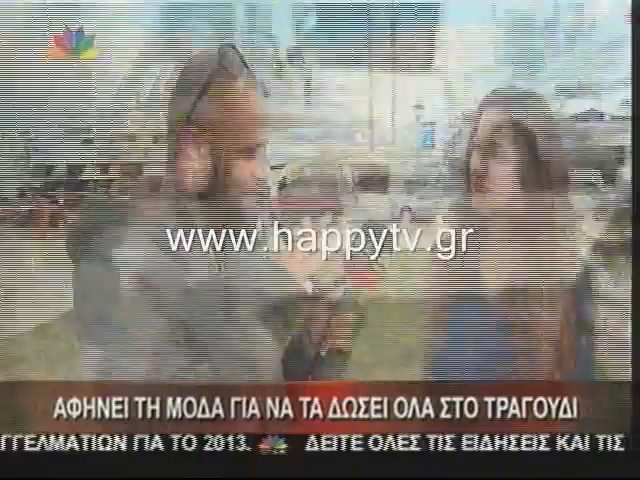 www.happytv.gr
ΑΦΗΝΕΙ ΤΗ ΜΟΔΑ ΓΙΑ ΝΑ ΤΑ ΔΩΣΕΙ ΟΛΑ ΣΤΟ ΤΡΑΓΟΥΔΙ
ΓΓΕΛΜΑΤΙΩΝ ΓΙΑ ΤΟ 2013. ΔΕΙΤΕ ΟΛΕΣ ΤΙΣ ΕΙΔΗΣΕΙΣ ΚΑΙ ΤΙΣ